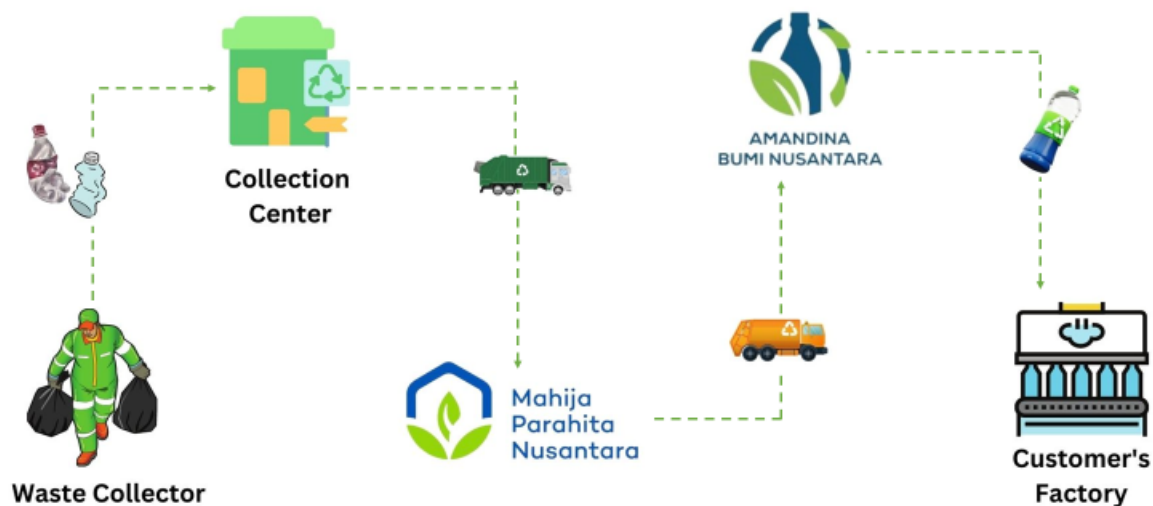 Collection
Center
AMANDINA
BUMI NUSANTARA
Mahija
Parahita
Nusantara
Waste Collector
Customer's
Factory